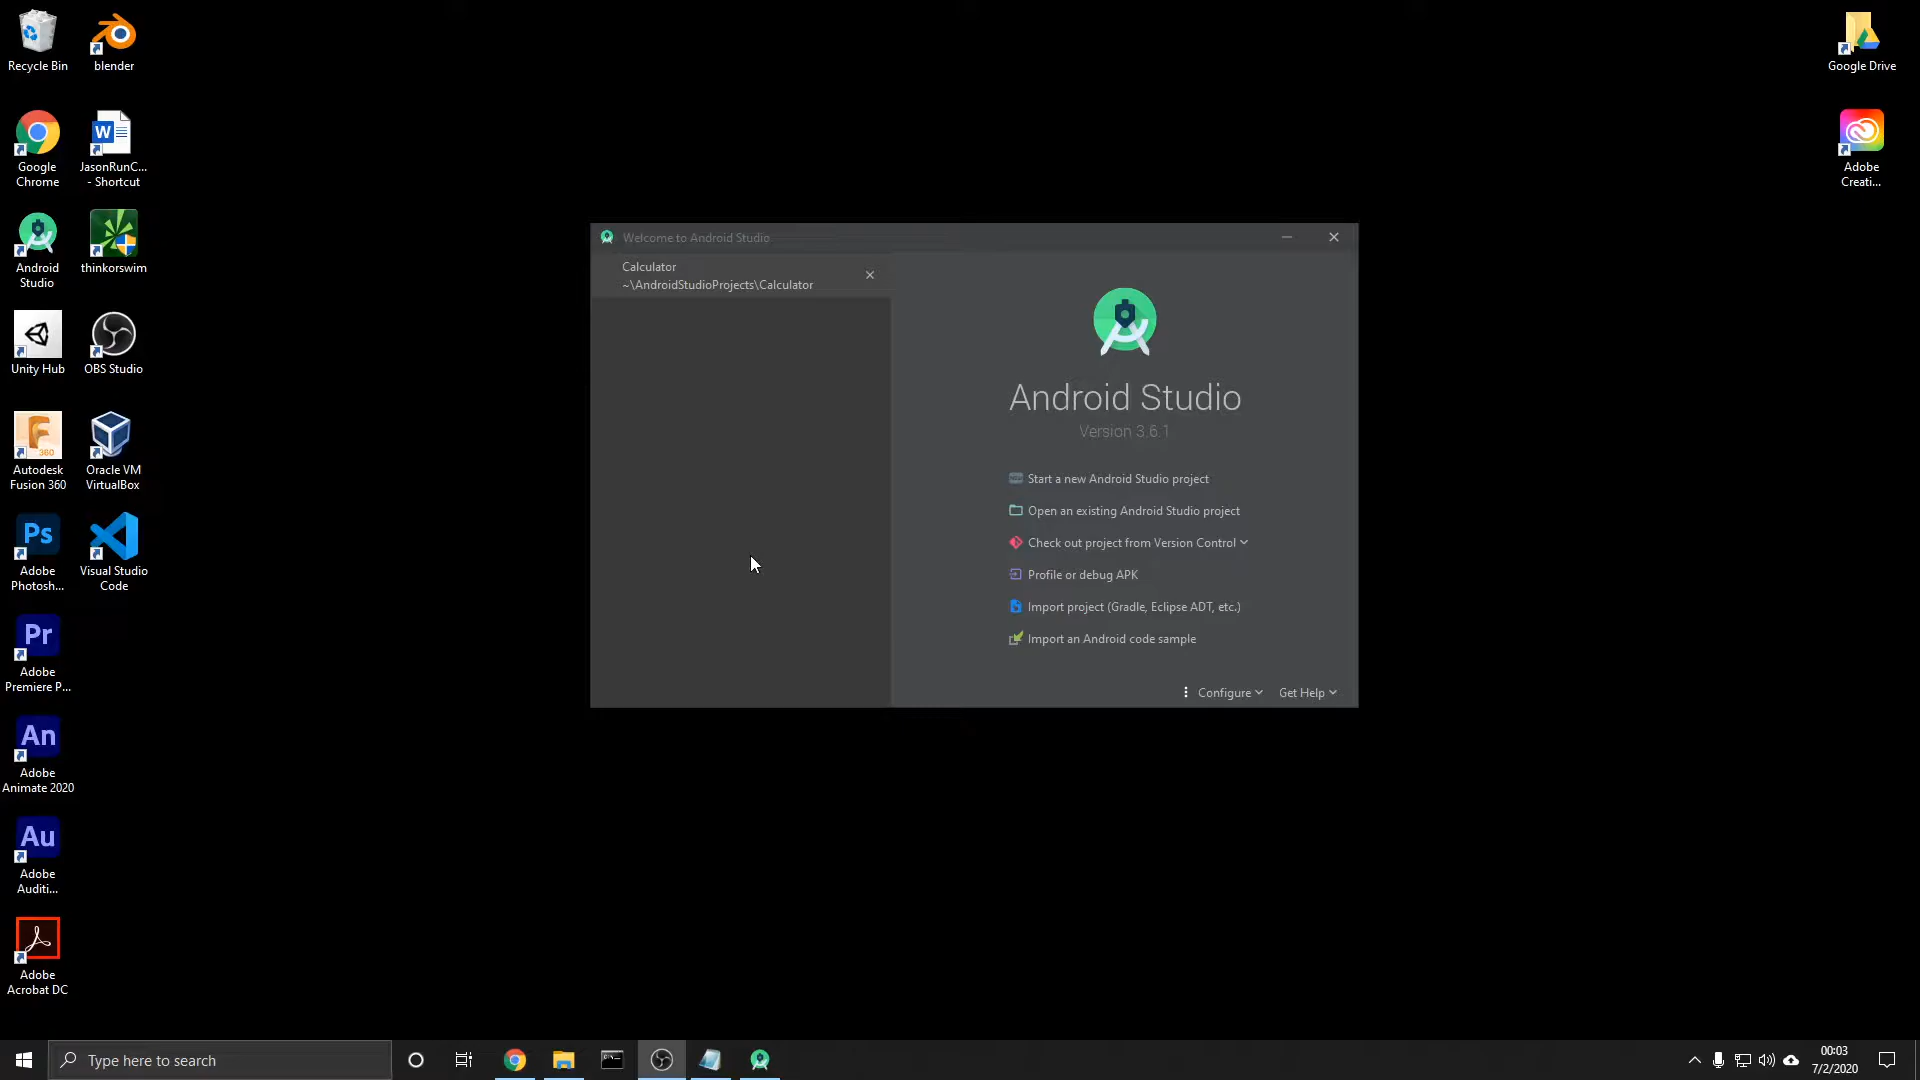 Recycle Bin
blender
Google Drive
Google
Chrome
W
JasonRunC...
- Shortcut
Adobe
Creati...
Android
Studio
thinkorswim
Unity Hub
OBS Studio
F
360
Autodesk
Fusion 360
Oracle VM
VirtualBox
Ps
Adobe
Photosh...
Visual Studio
Code
Pr
Adobe
Premiere P...
An
Adobe
Animate 2020
Au
Adobe
Auditi...
Adobe
Acrobat DC
Welcome to Android Studio
Calculator
~\AndroidStudioProjects\Calculator
Android Studio
Version 3.6.1
Start a new Android Studio project
Open an existing Android Studio project
Check out project from Version Control
Profile or debug APK
Import project (Gradle, Eclipse ADT, etc.)
Import an Android code sample
Configure
Get Help
Type here to search
00:03
7/2/2020